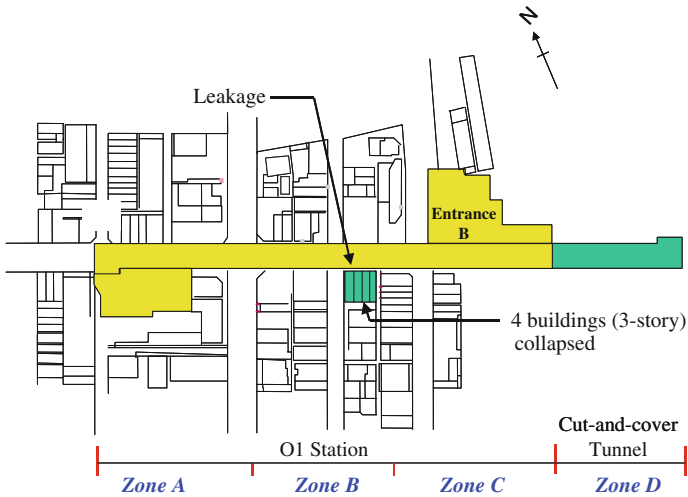 N
Leakage
Entrance
B
4 buildings (3-story)
collapsed
Cut-and-cover
O1 Station
Tunnel
Zone A
Zone B
Zone C
Zone D